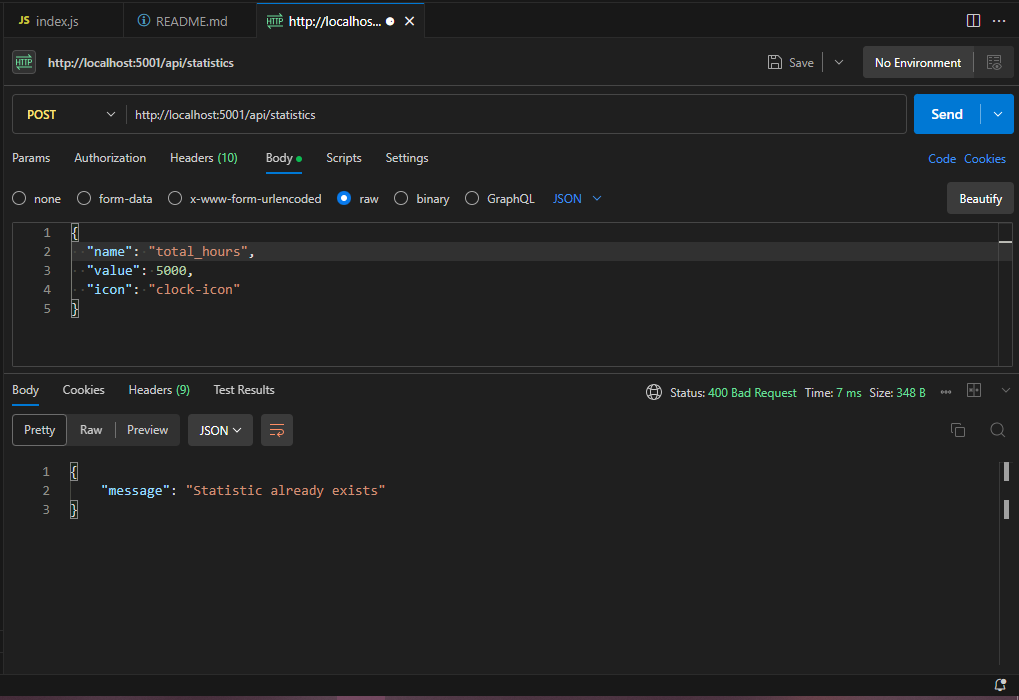 JS index.js
README.md
HTTP http://localhos...
HTTP http://localhost:5001/api/statistics
Save
No Environment
POST
http://localhost:5001/api/statistics
Send
Params Authorization Headers (10) Body Scripts Settings
Code Cookies
none form-data x-www-form-urlencoded raw binary GraphQL JSON
Beautify
1 {
2 "name": "total_hours",
3 "value": 5000,
4 "icon": "clock-icon"
5 }
Body Cookies Headers (9) Test Results
Status: 400 Bad Request Time: 7 ms Size: 348 B
Pretty Raw Preview JSON
1 {
2 "message": "Statistic already exists"
3 }